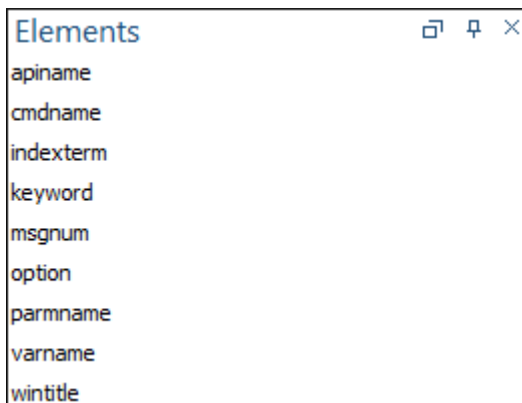 Elements
apiname
cmdname
indexterm
keyword
msgnum
option
parmname
varname
wintitle